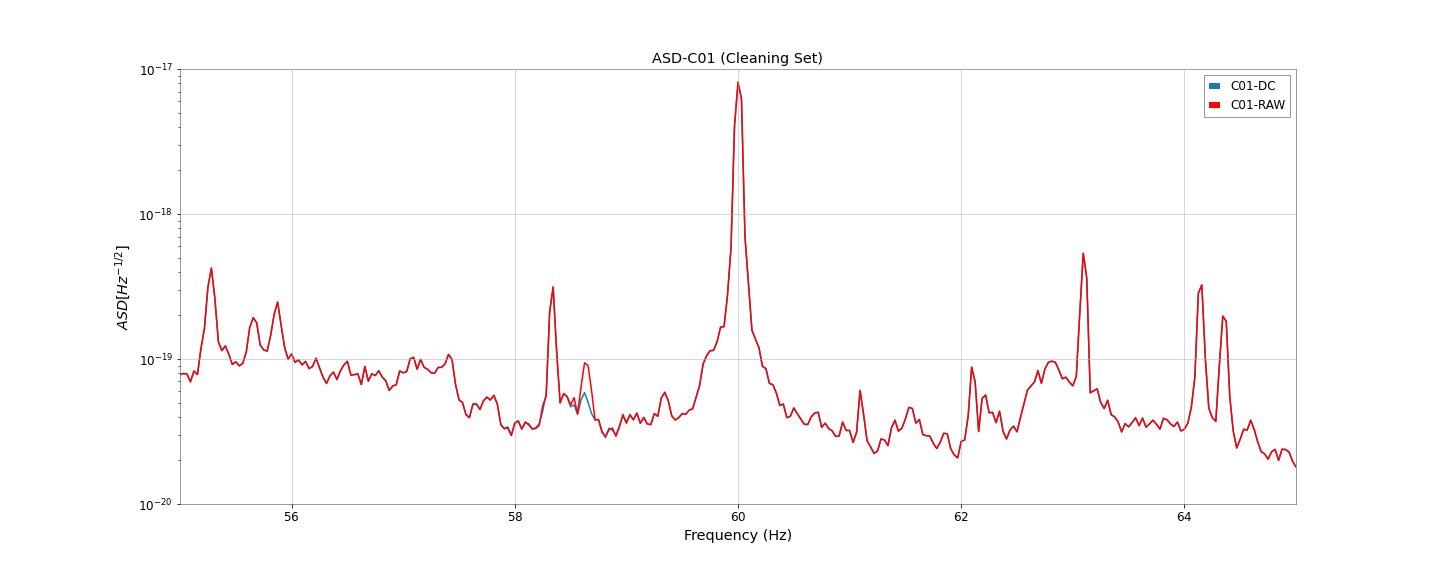 ASD-C01 (Cleaning Set)
10⁻¹⁷
10⁻¹⁸
10⁻¹⁹
10⁻²⁰
ASD[Hz⁻¹/²]
C01-DC
C01-RAW
56 58 60 62 64
Frequency (Hz)